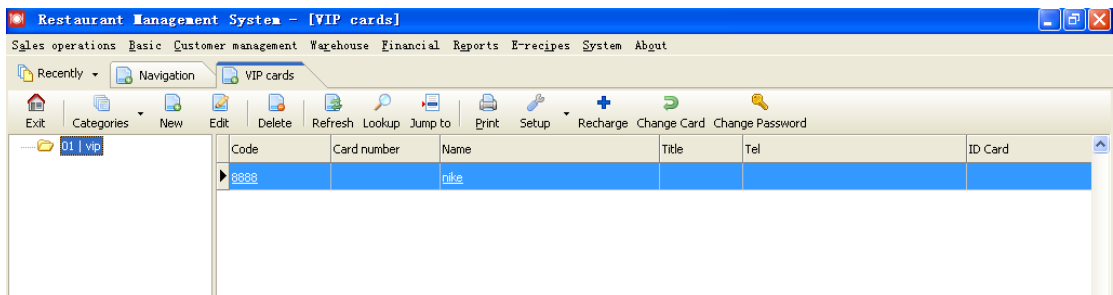 Restaurant Management System - [VIP cards]
Sales operations Basic Customer management Warehouse Financial Reports E-recipes System About
Recently Navigation VIP cards
Exit Categories New Edit Delete Refresh Lookup Jump to Print Setup Recharge Change Card Change Password
01 | vip Code Card number Name Title Tel ID Card
8888 nike